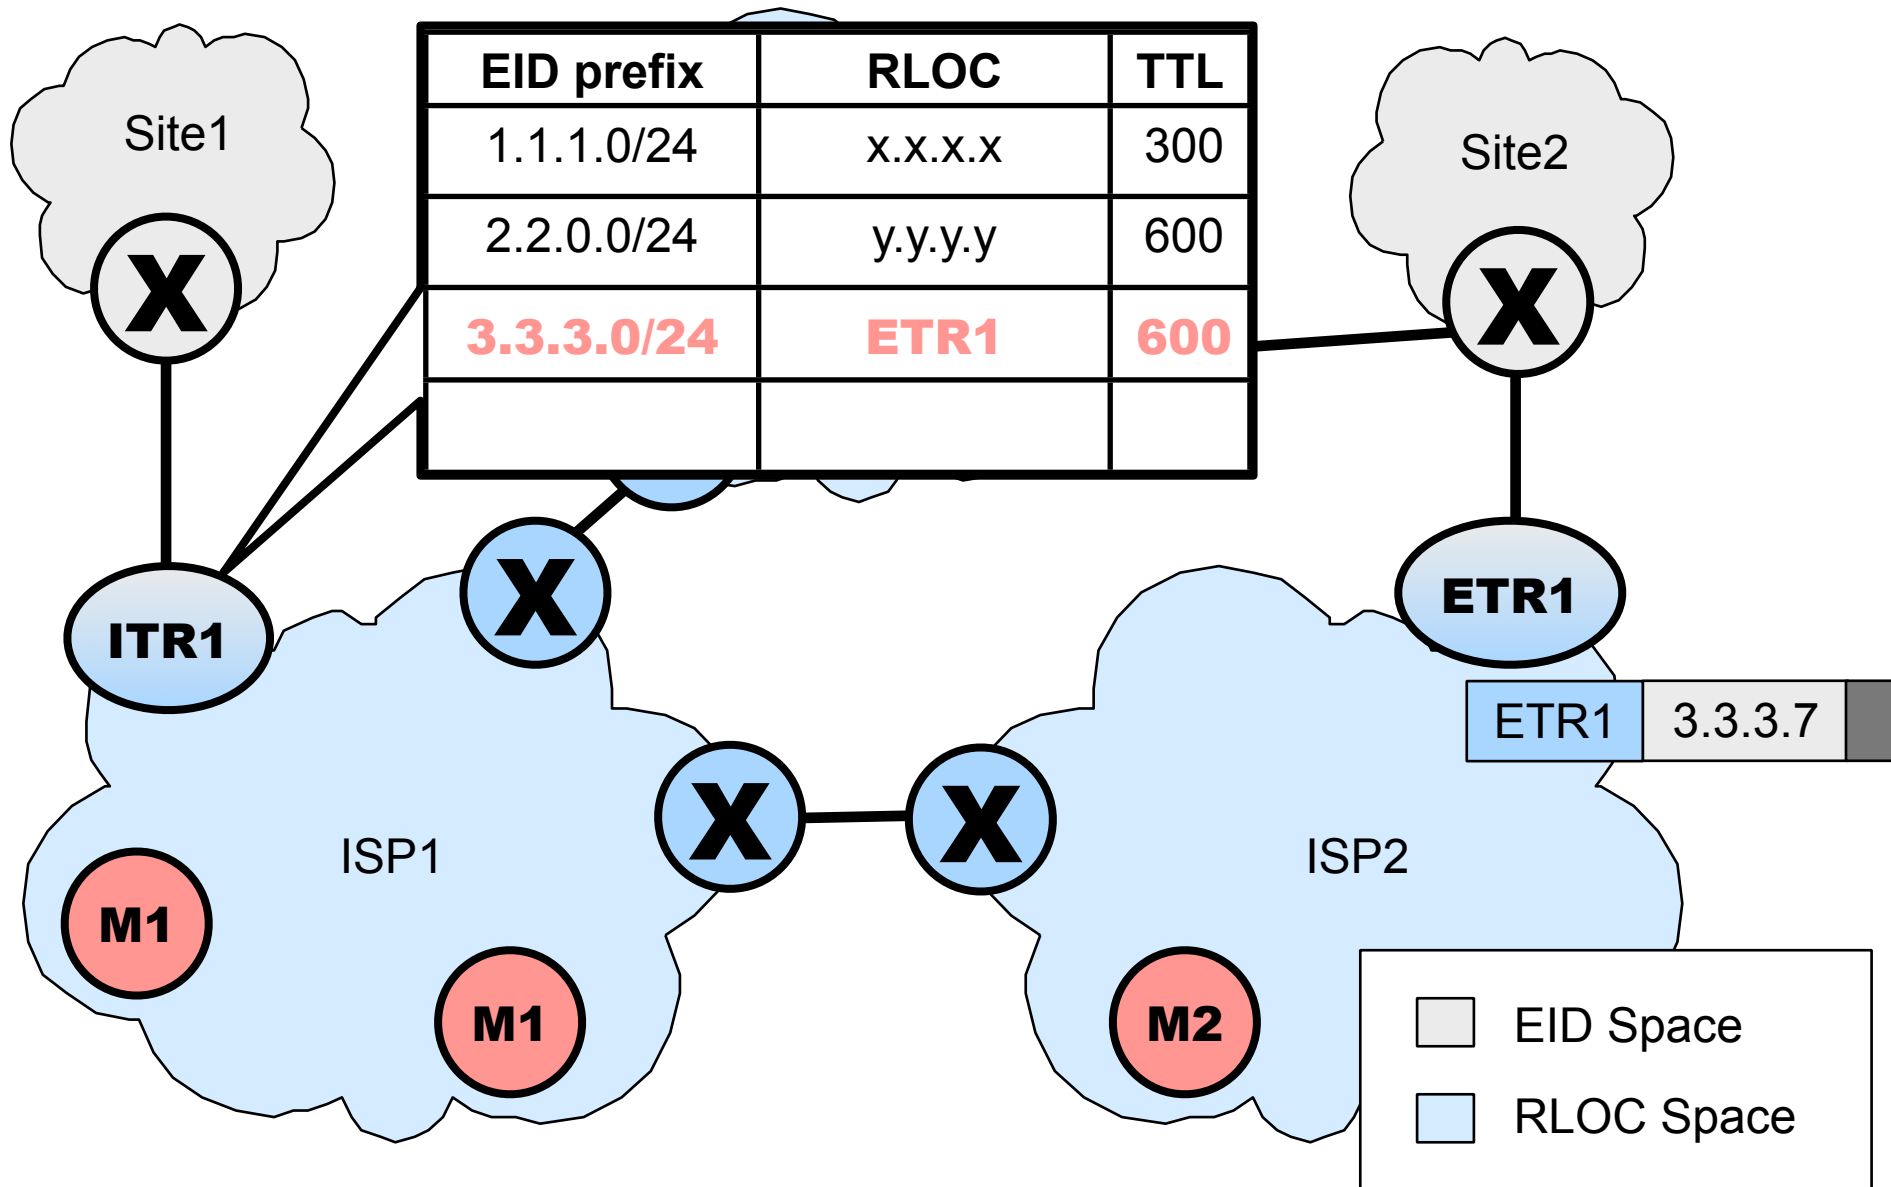 EID prefix RLOC TTL
1.1.1.0/24 x.x.x.x 300
2.2.0.0/24 y.y.y.y 600
3.3.3.0/24 ETR1 600
Site1
Site2
X
X
ITR1
X
ETR1
ETR1 3.3.3.7
X
X
ISP1
ISP2
M1
M1
M2
EID Space
RLOC Space